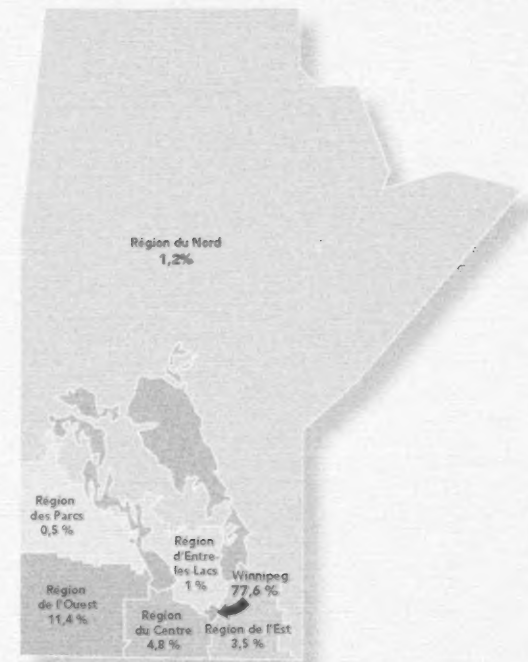 Région du Nord
1,2%
Région
des Parcs
0,5 %
Région
d'Entre-
les-Lacs
1 %
Winnipeg
77,6 %
Région
de l'Ouest
11,4 %
Région
du Centre
4,8 %
Région de l'Est
3,5 %